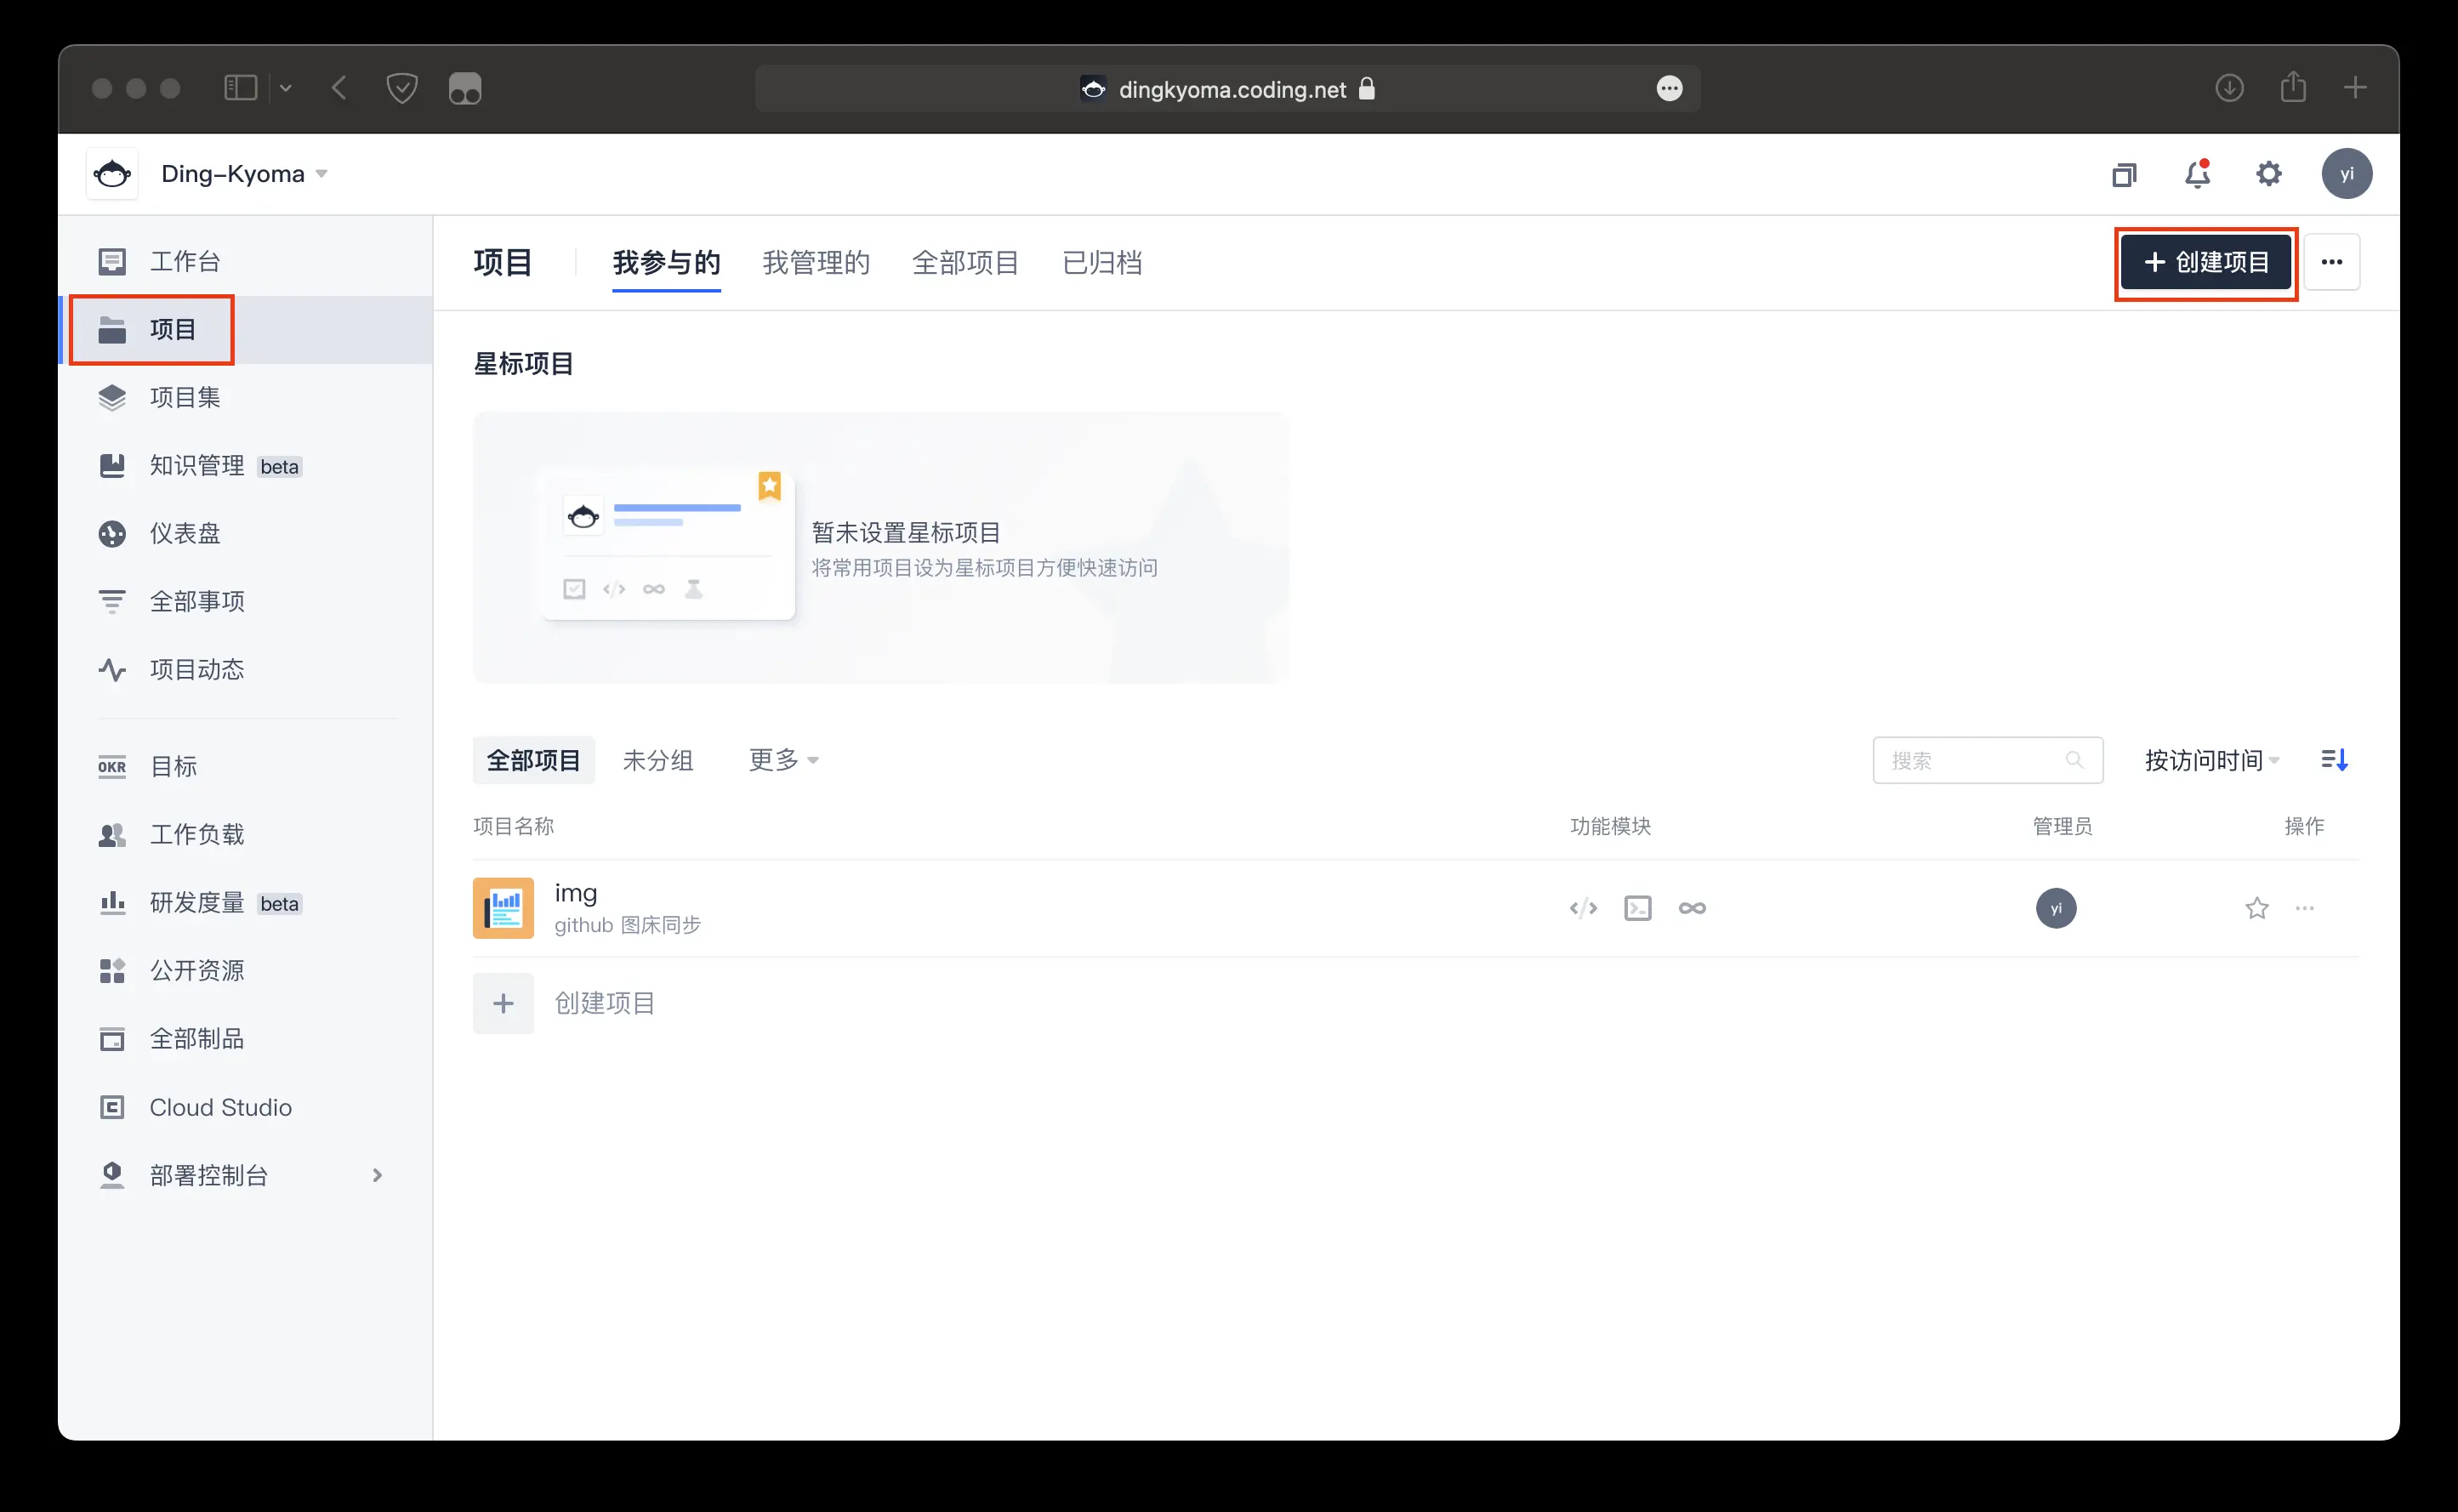 dingkyoma.coding.net
Ding-Kyoma
yi
工作台
项目
项目集
知识管理 beta
仪表盘
全部事项
项目动态
OKR 目标
工作负载
研发度量 beta
公开资源
全部制品
Cloud Studio
部署控制台
项目 我参与的 我管理的 全部项目 已归档
+ 创建项目
星标项目
暂未设置星标项目
将常用项目设为星标项目方便快速访问
全部项目 未分组 更多 搜索 按访问时间
项目名称 功能模块 管理员 操作
img
github 图床同步
yi
创建项目